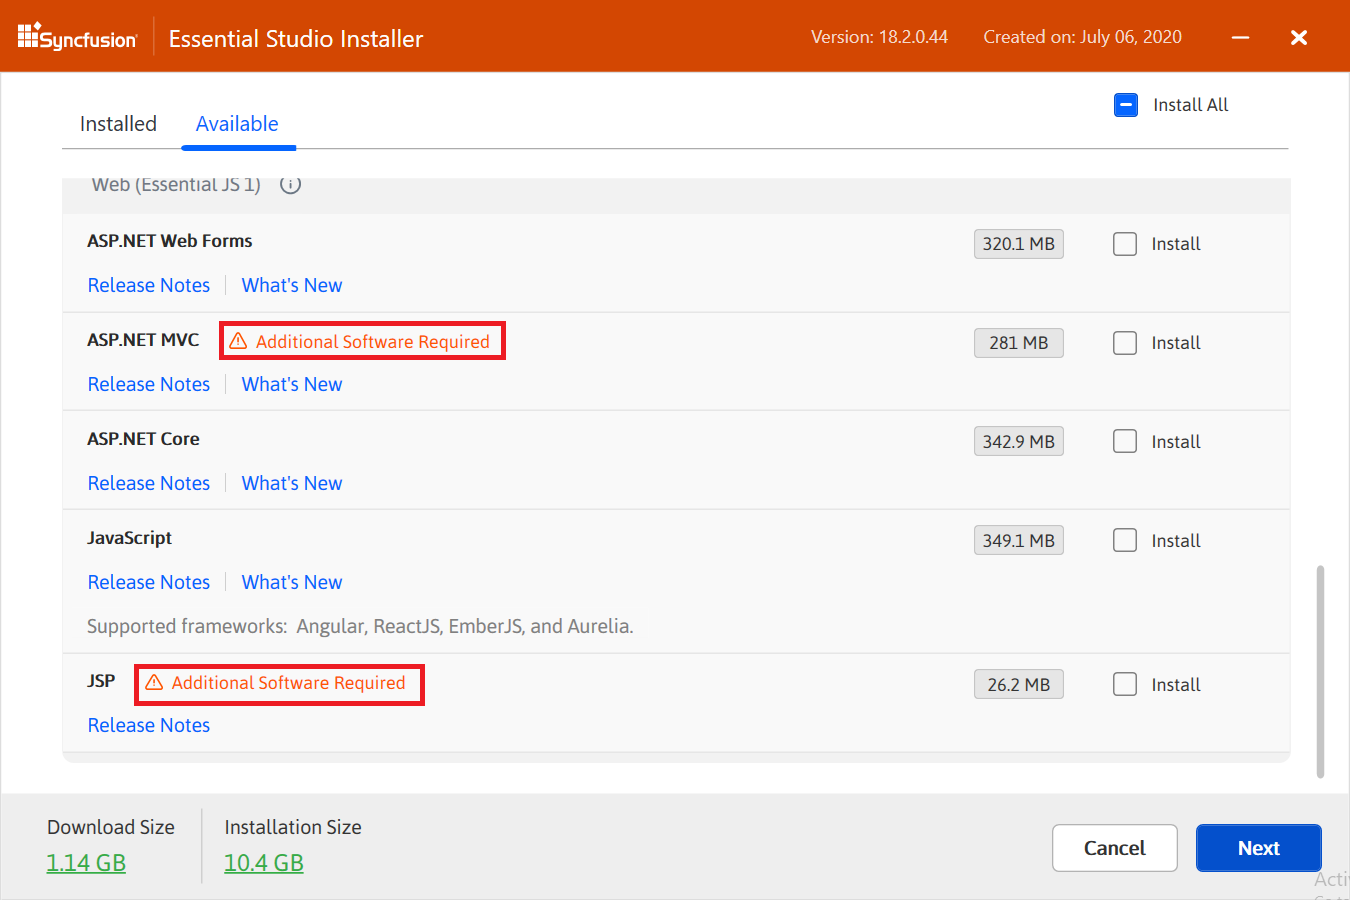 Syncfusion Essential Studio Installer Version: 18.2.0.44 Created on: July 06, 2020
Install All
Installed Available
Web (Essential JS 1)
ASP.NET Web Forms 320.1 MB Install
Release Notes What's New
ASP.NET MVC Additional Software Required 281 MB Install
Release Notes What's New
ASP.NET Core 342.9 MB Install
Release Notes What's New
JavaScript 349.1 MB Install
Release Notes What's New
Supported frameworks: Angular, ReactJS, EmberJS, and Aurelia.
JSP Additional Software Required 26.2 MB Install
Release Notes
Download Size Installation Size
1.14 GB 10.4 GB
Cancel Next